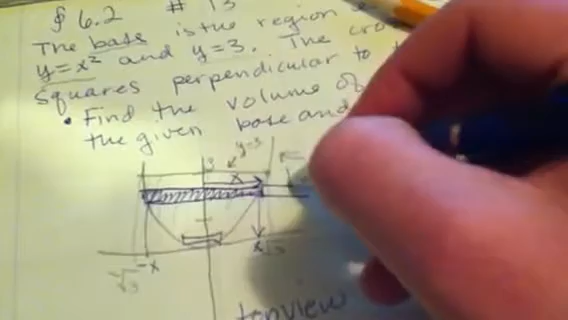 § 6.2 # 13
The base is the region
y=x² and y=3. The cro
squares perpendicular to
• Find the volume of
the given base and
y=3
3
x
-x
x
√3
-√3
topview